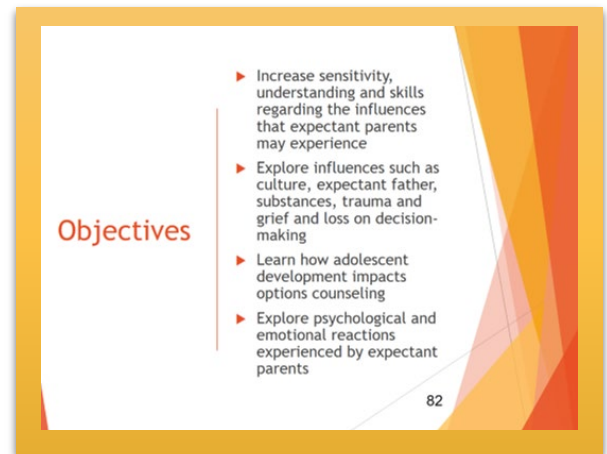 Objectives
Increase sensitivity,
understanding and skills
regarding the influences
that expectant parents
may experience
Explore influences such as
culture, expectant father,
substances, trauma and
grief and loss on decision-
making
Learn how adolescent
development impacts
options counseling
Explore psychological and
emotional reactions
experienced by expectant
parents
82